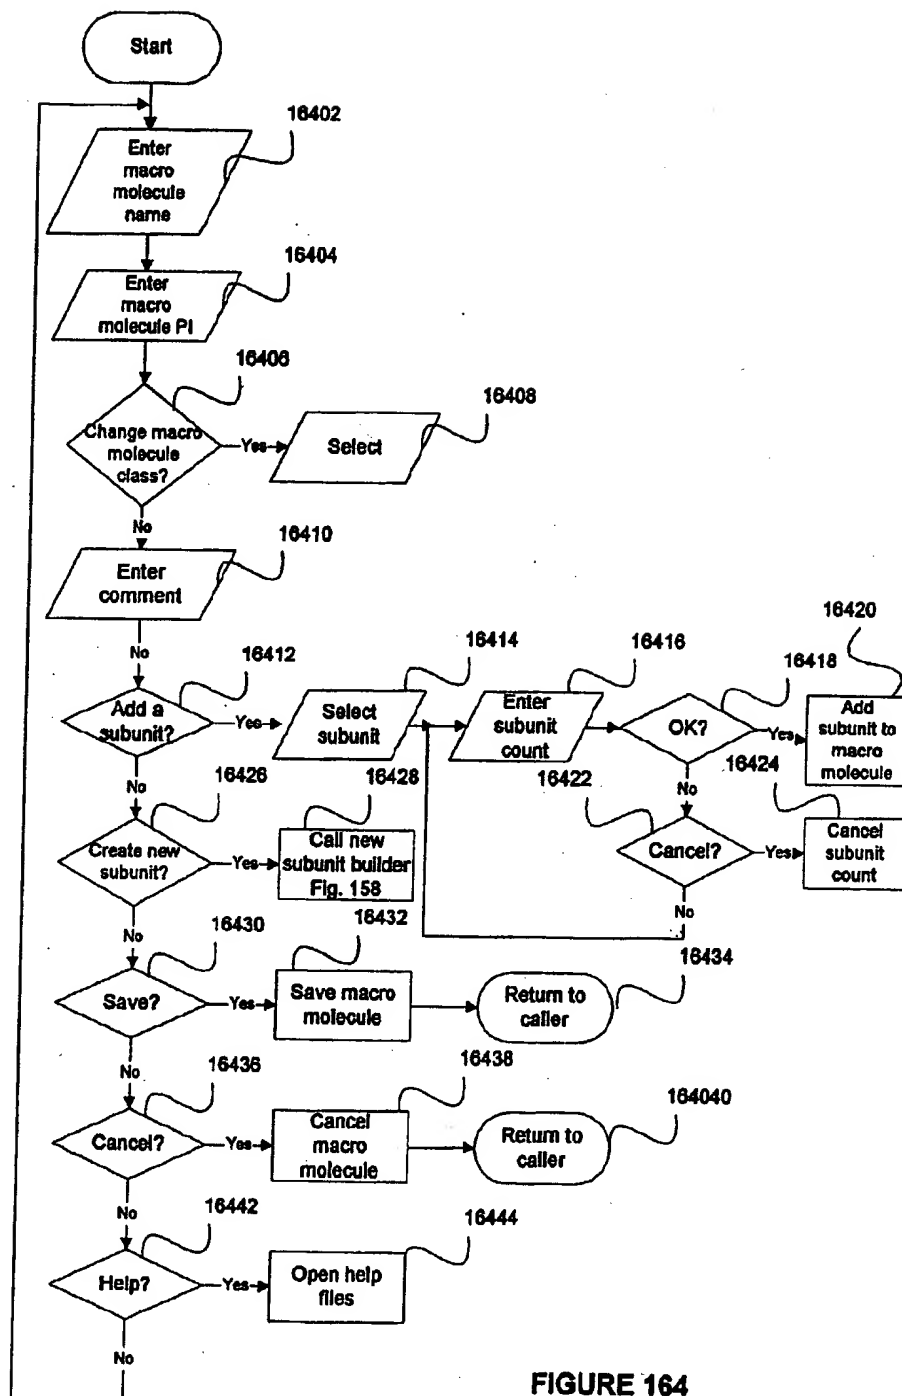 Start
16402
Enter
macro
molecule
name
16404
Enter
macro
molecule PI
16406
Change macro
molecule
class?
Yes
16408
Select
No
16410
Enter
comment
No
16412
Add a
subunit?
Yes
16414
Select
subunit
16416
Enter
subunit
count
16418
OK?
Yes
16420
Add
subunit to
macro
molecule
No
16422
Cancel?
Yes
16424
Cancel
subunit
count
No
No
16426
Create new
subunit?
Yes
16428
Call new
subunit builder
Fig. 158
No
16430
Save?
Yes
16432
Save macro
molecule
16434
Return to
caller
No
16436
Cancel?
Yes
16438
Cancel
macro
molecule
164040
Return to
caller
No
16442
Help?
Yes
16444
Open help
files
No
FIGURE 164